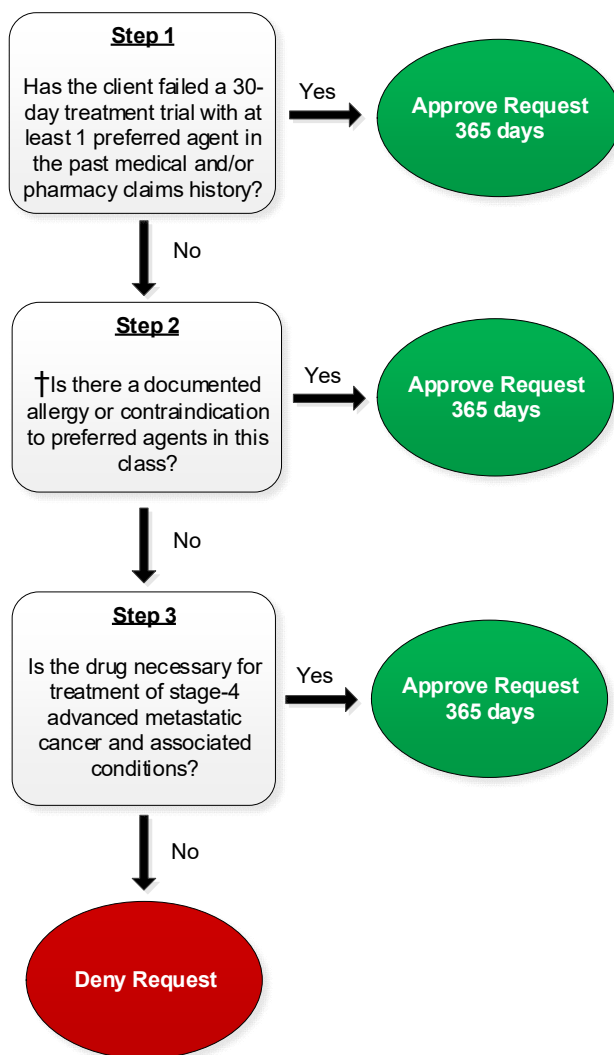 Step 1
Has the client failed a 30-
day treatment trial with at
least 1 preferred agent in
the past medical and/or
pharmacy claims history?
Yes
Approve Request
365 days
No
Step 2
†Is there a documented
allergy or contraindication
to preferred agents in this
class?
Yes
Approve Request
365 days
No
Step 3
Is the drug necessary for
treatment of stage-4
advanced metastatic
cancer and associated
conditions?
Yes
Approve Request
365 days
No
Deny Request